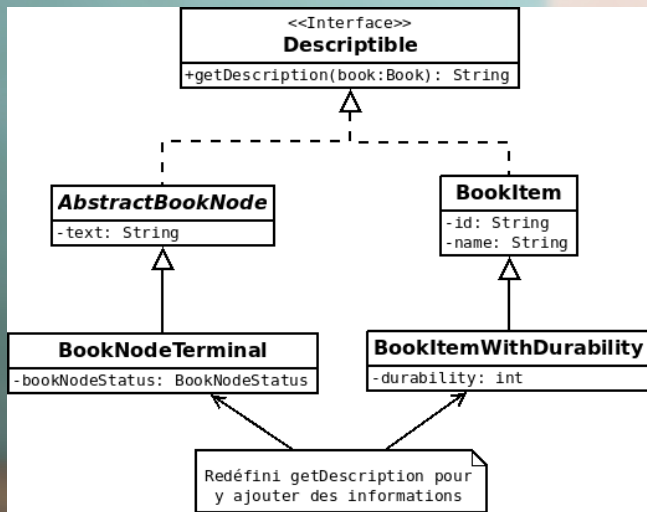 <<Interface>>
Descriptible
+getDescription(book:Book): String
AbstractBookNode
-text: String
BookItem
-id: String
-name: String
BookNodeTerminal
-bookNodeStatus: BookNodeStatus
BookItemWithDurability
-durability: int
Redéfini getDescription pour
y ajouter des informations